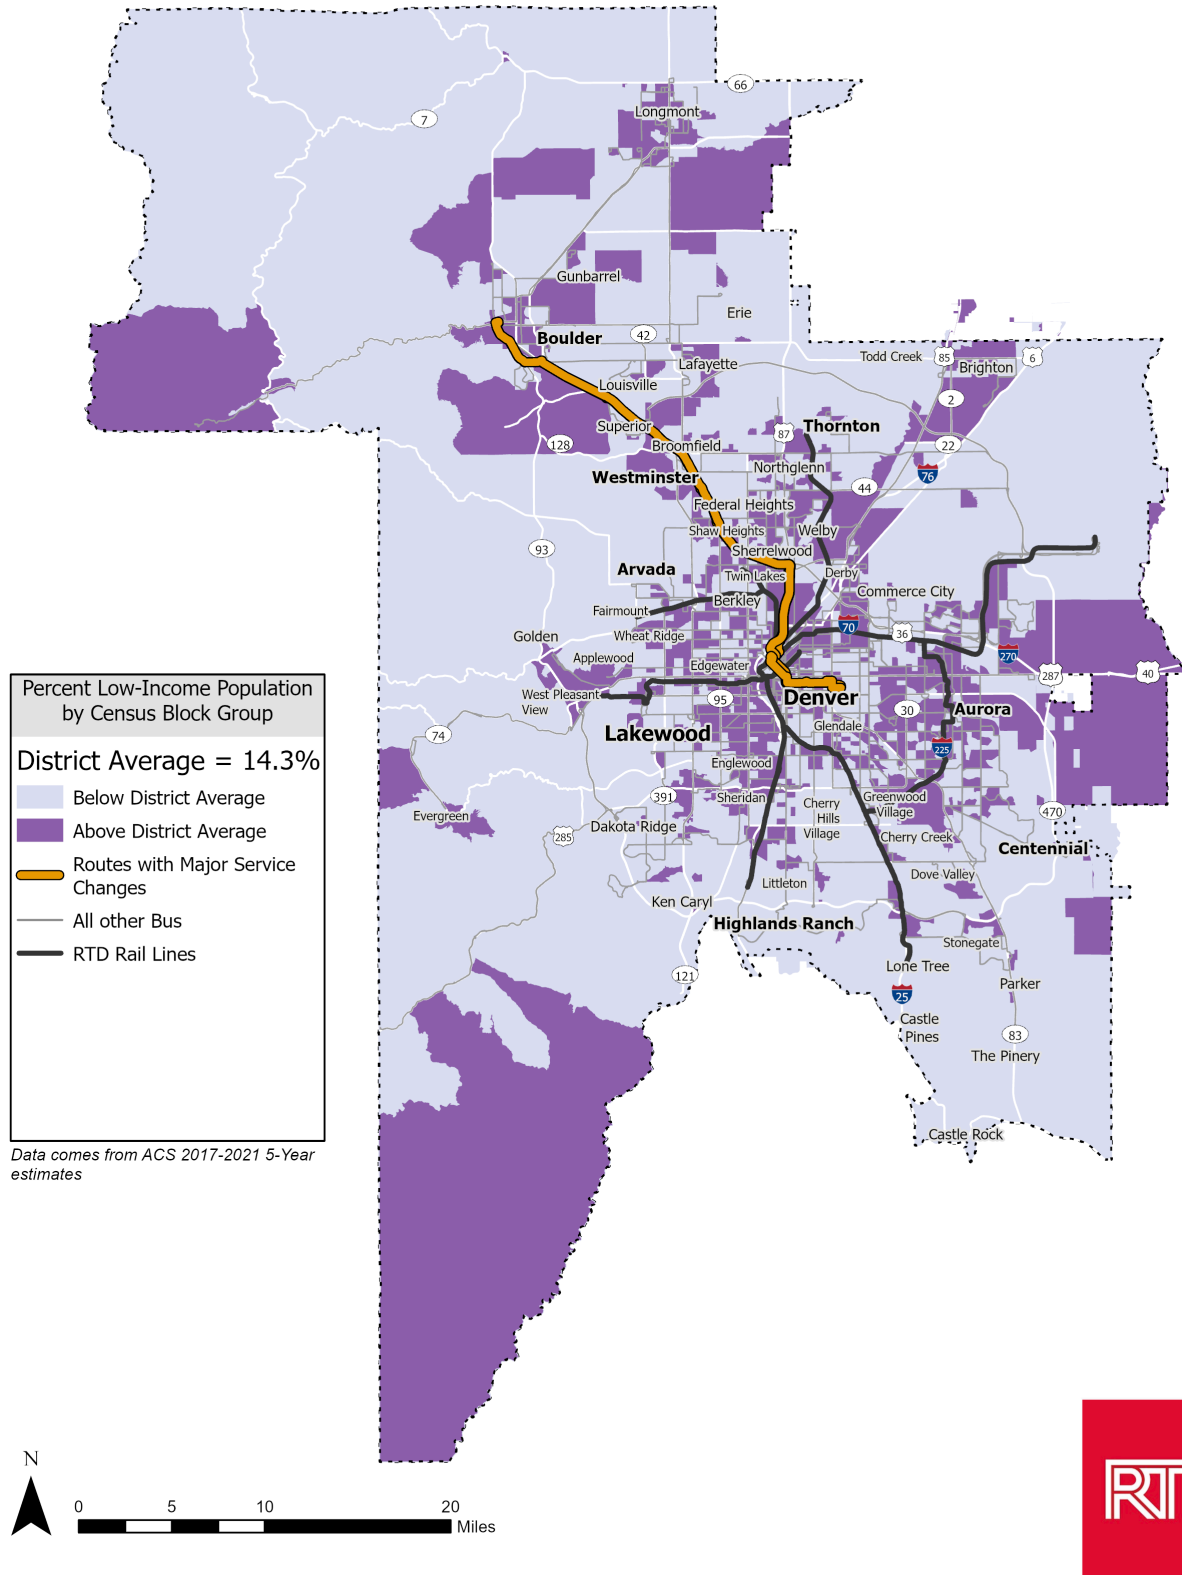 66
Longmont
7
Gunbarrel
Erie
Boulder
42
Todd Creek
85
6
Lafayette
Brighton
Louisville
2
Superior
87
Thornton
128
Broomfield
22
Westminster
Northglenn
76
44
Federal Heights
Shaw Heights
Welby
93
Sherrelwood
Arvada
Twin Lakes
Derby
Commerce City
Berkley
Fairmount
70
36
Golden
Wheat Ridge
Applewood
Edgewater
270
287
40
West Pleasant
View
95
Denver
30
Aurora
Glendale
74
Lakewood
225
Englewood
391
Sheridan
Cherry
Hills
Village
Greenwood
Village
470
Evergreen
285
Dakota Ridge
Cherry Creek
Centennial
Littleton
Dove Valley
Ken Caryl
Highlands Ranch
Stonegate
121
Lone Tree
Parker
25
Castle
Pines
83
The Pinery
Castle Rock
Percent Low-Income Population
by Census Block Group
District Average = 14.3%
Below District Average
Above District Average
Routes with Major Service
Changes
All other Bus
RTD Rail Lines
Data comes from ACS 2017-2021 5-Year
estimates
N
0 5 10 20
Miles
RT